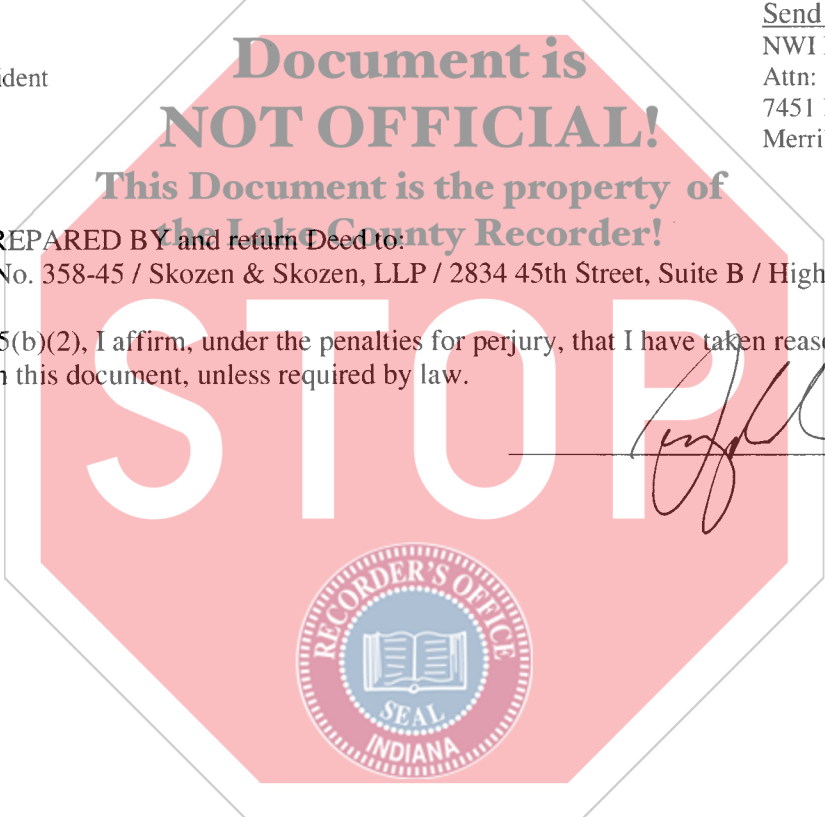 Send
NWI
ident
Attn:
7451
Merri
Document is
NOT OFFICIAL!
This Document is the property of
the Lake County Recorder!
REPARED BY and return Deed to:
No. 358-45 / Skozen & Skozen, LLP / 2834 45th Street, Suite B / High
5(b)(2), I affirm, under the penalties for perjury, that I have taken reas
this document, unless required by law.
STOP
RECORDER'S OFFICE
SEAL
INDIANA